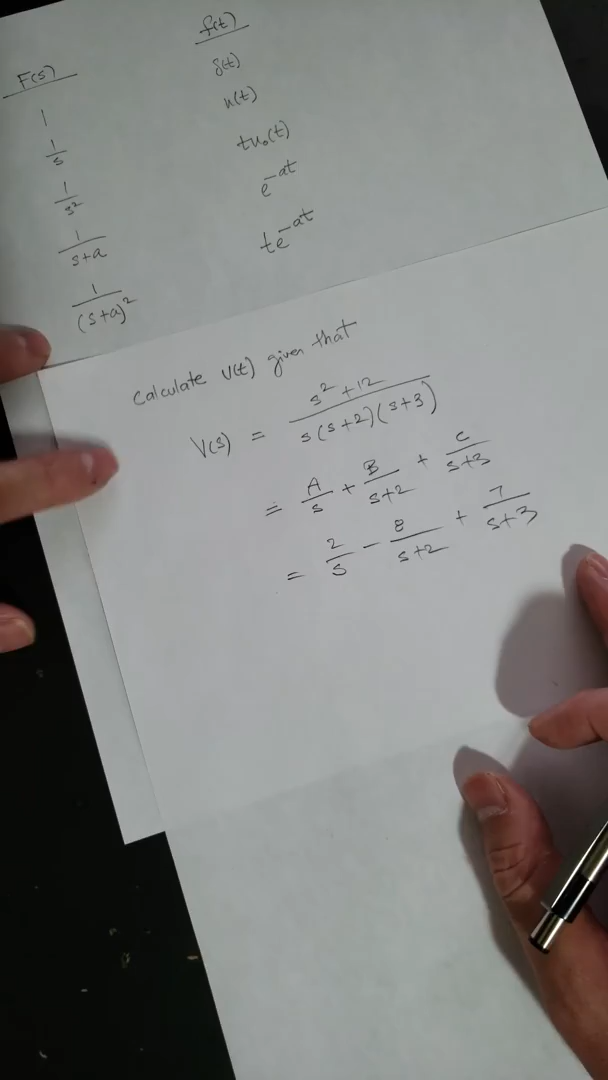 F(s) f(t)
1 δ(t)
1/s u(t)
1/s² tu₀(t)
1/(s+a) e^-at
1/(s+a)² te^-at
Calculate v(t) given that
V(s) = (s² + 12)/(s(s+2)(s+3))
= A/s + B/(s+2) + C/(s+3)
= 2/s - 8/(s+2) + 7/(s+3)